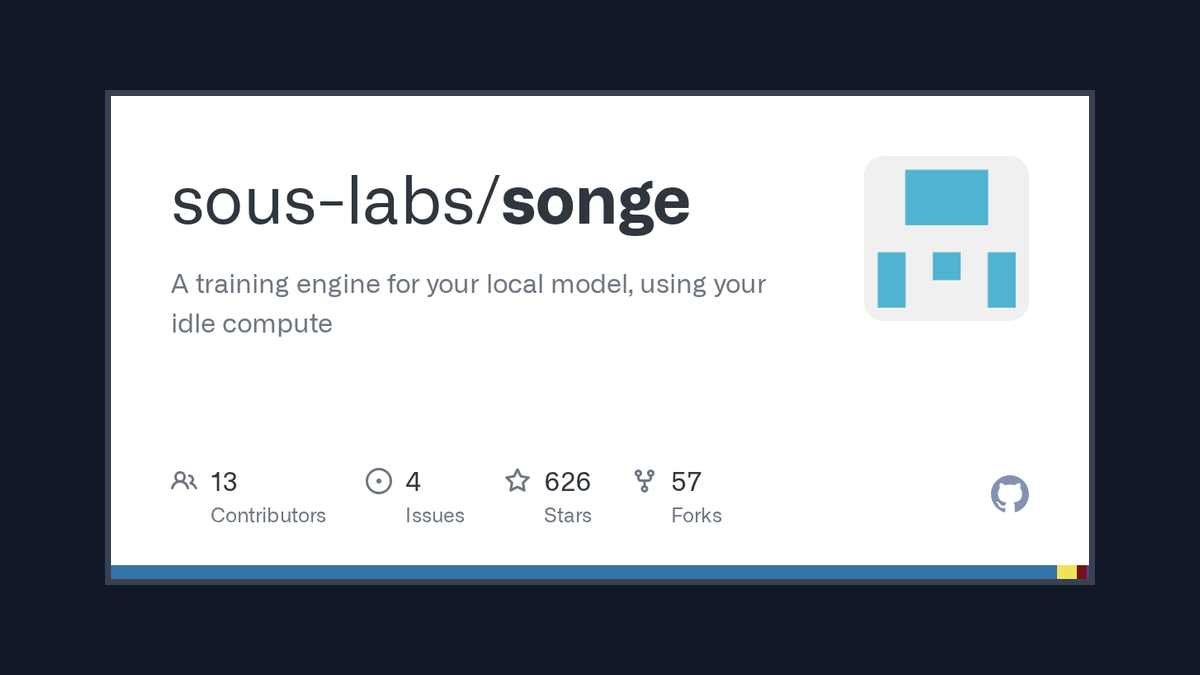 sous-labs/songe
A training engine for your local model, using your
idle compute
13
Contributors
4
Issues
626
Stars
57
Forks